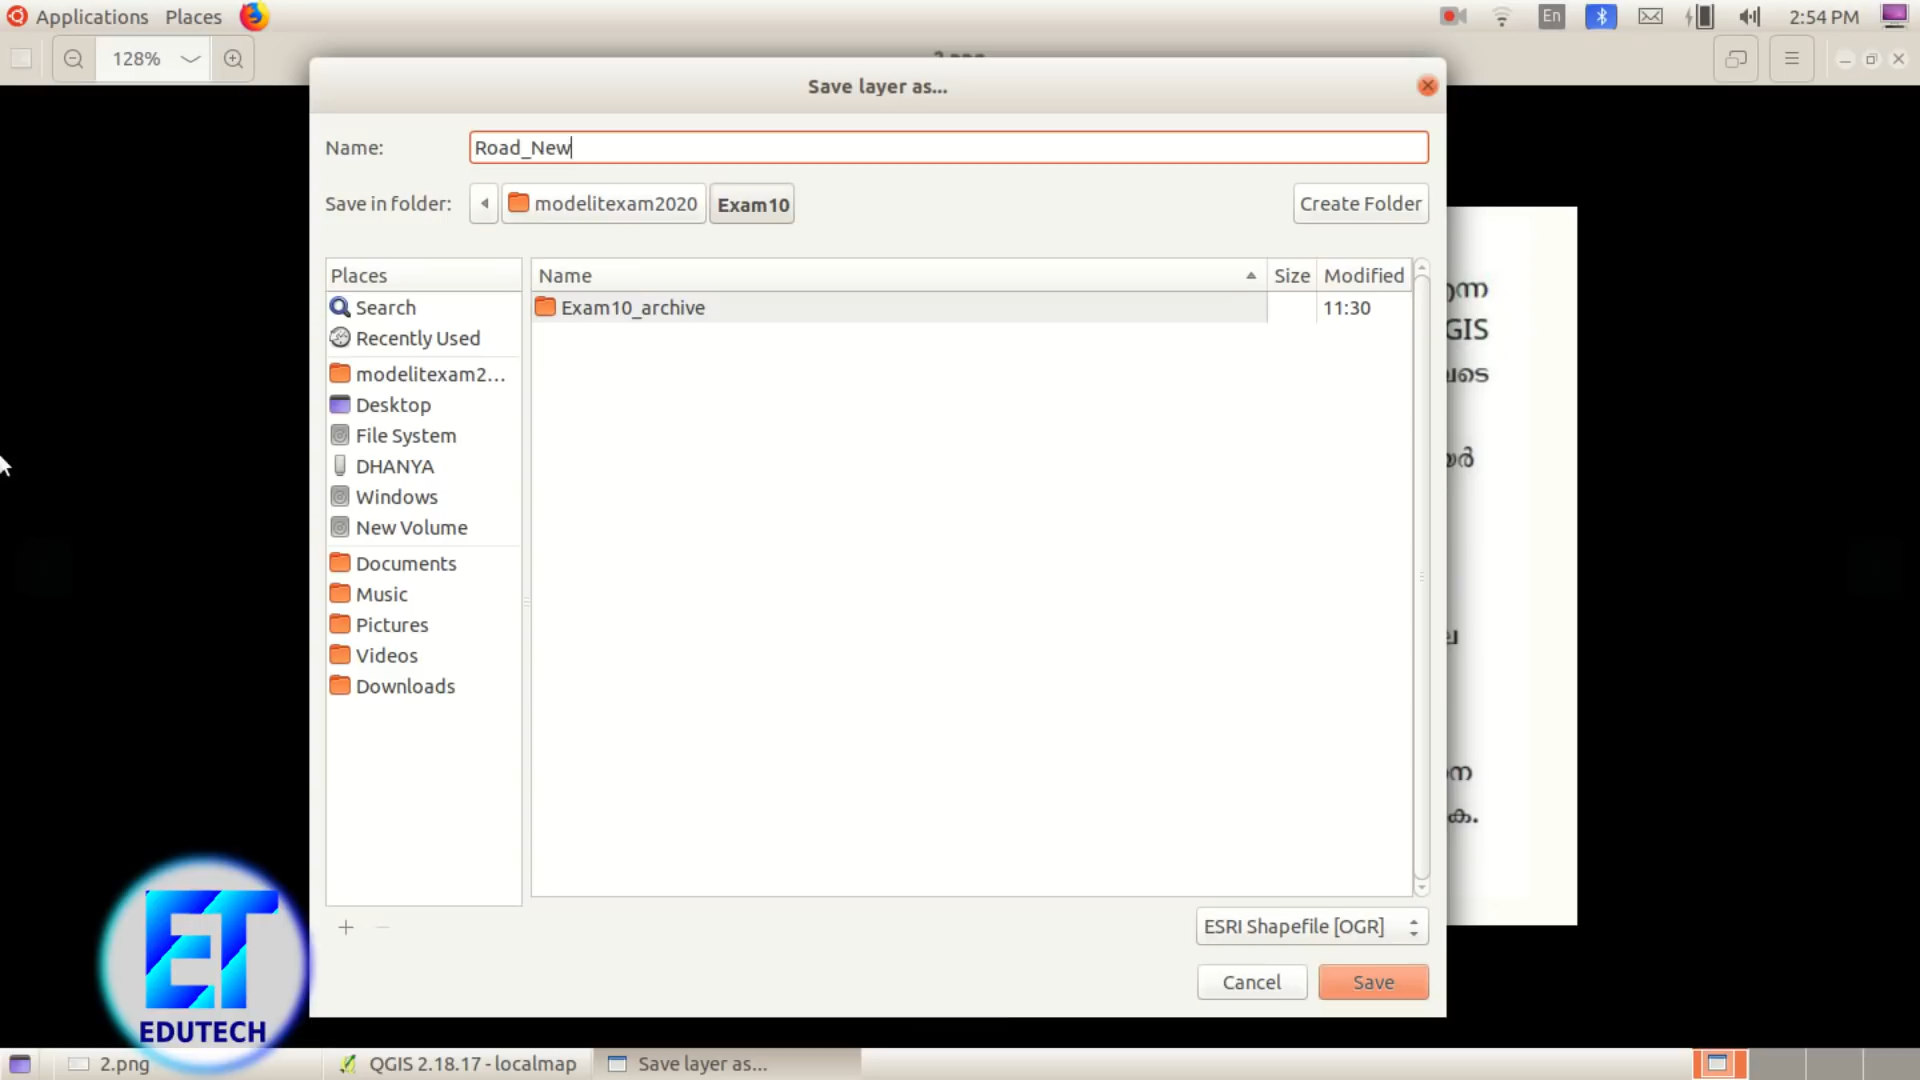 Applications Places En 2:54 PM
128% 2.png
Save layer as...
Name: Road_New
Save in folder: modelitexam2020 Exam10 Create Folder
Places Name Size Modified
Search Exam10_archive 11:30
Recently Used
GIS
modelitexam2...
Desktop
File System
DHANYA
Windows
New Volume
Documents
Music
Pictures
Videos
Downloads
ക.
ESRI Shapefile [OGR]
Cancel Save
ET
EDUTECH
2.png QGIS 2.18.17 - localmap Save layer as...